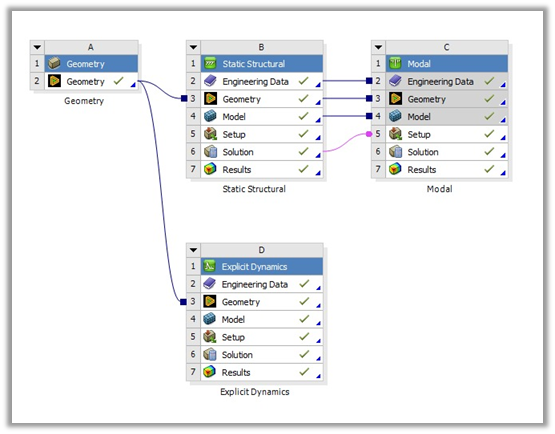 A
1 Geometry
2 Geometry
Geometry
B
1 Static Structural
2 Engineering Data
3 Geometry
4 Model
5 Setup
6 Solution
7 Results
Static Structural
C
1 Modal
2 Engineering Data
3 Geometry
4 Model
5 Setup
6 Solution
7 Results
Modal
D
1 Explicit Dynamics
2 Engineering Data
3 Geometry
4 Model
5 Setup
6 Solution
7 Results
Explicit Dynamics